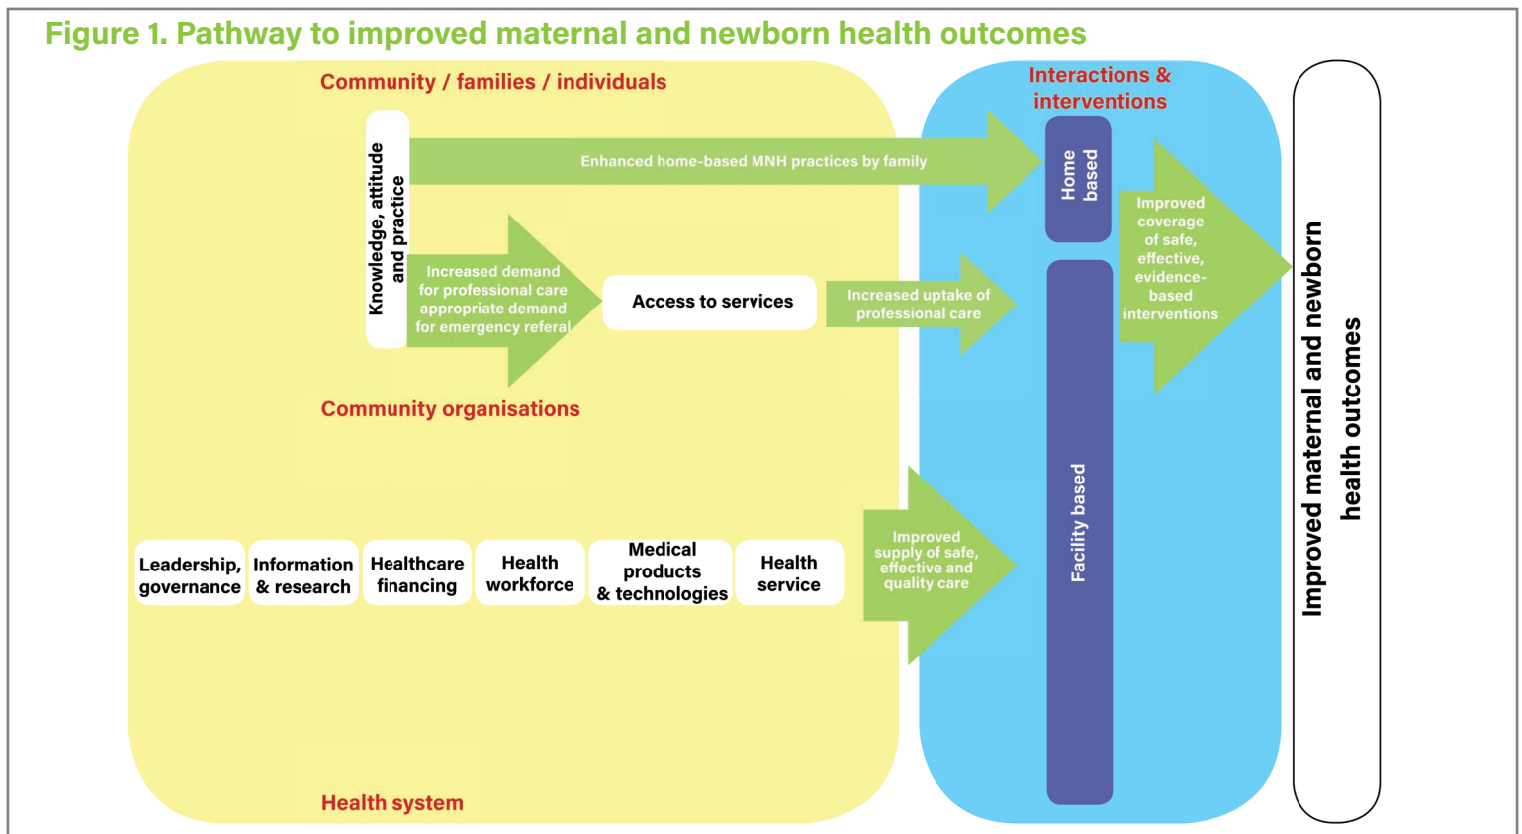 Figure 1. Pathway to improved maternal and newborn health outcomes
Community / families / individuals
Knowledge, attitude
and practice
Enhanced home-based MNH practices by family
Increased demand
for professional care
appropriate demand
for emergency referal
Access to services
Increased uptake of
professional care
Community organisations
Leadership,
governance
Information
& research
Healthcare
financing
Health
workforce
Medical
products
& technologies
Health
service
Improved
supply of safe,
effective and
quality care
Health system
Interactions &
interventions
Home
based
Facility based
Improved
coverage
of safe,
effective,
evidence-
based
interventions
Improved maternal and newborn
health outcomes